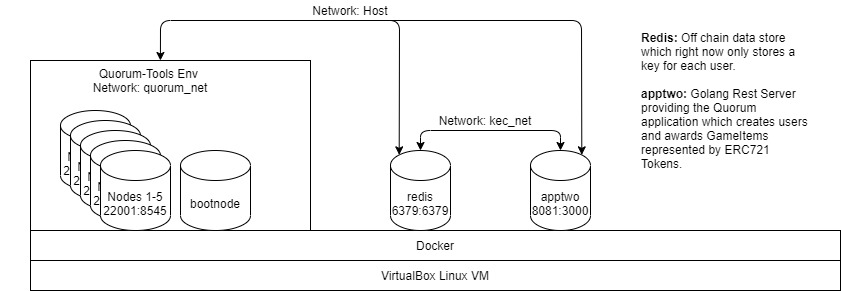 Network: Host
Redis: Off chain data store
which right now only stores a
key for each user.
Quorum-Tools Env
Network: quorum_net
apptwo: Golang Rest Server
providing the Quorum
application which creates users
and awards GameItems
represented by ERC721
Tokens.
Network: kec_net
Nodes 1-5
22001:8545
bootnode
redis
6379:6379
apptwo
8081:3000
Docker
VirtualBox Linux VM